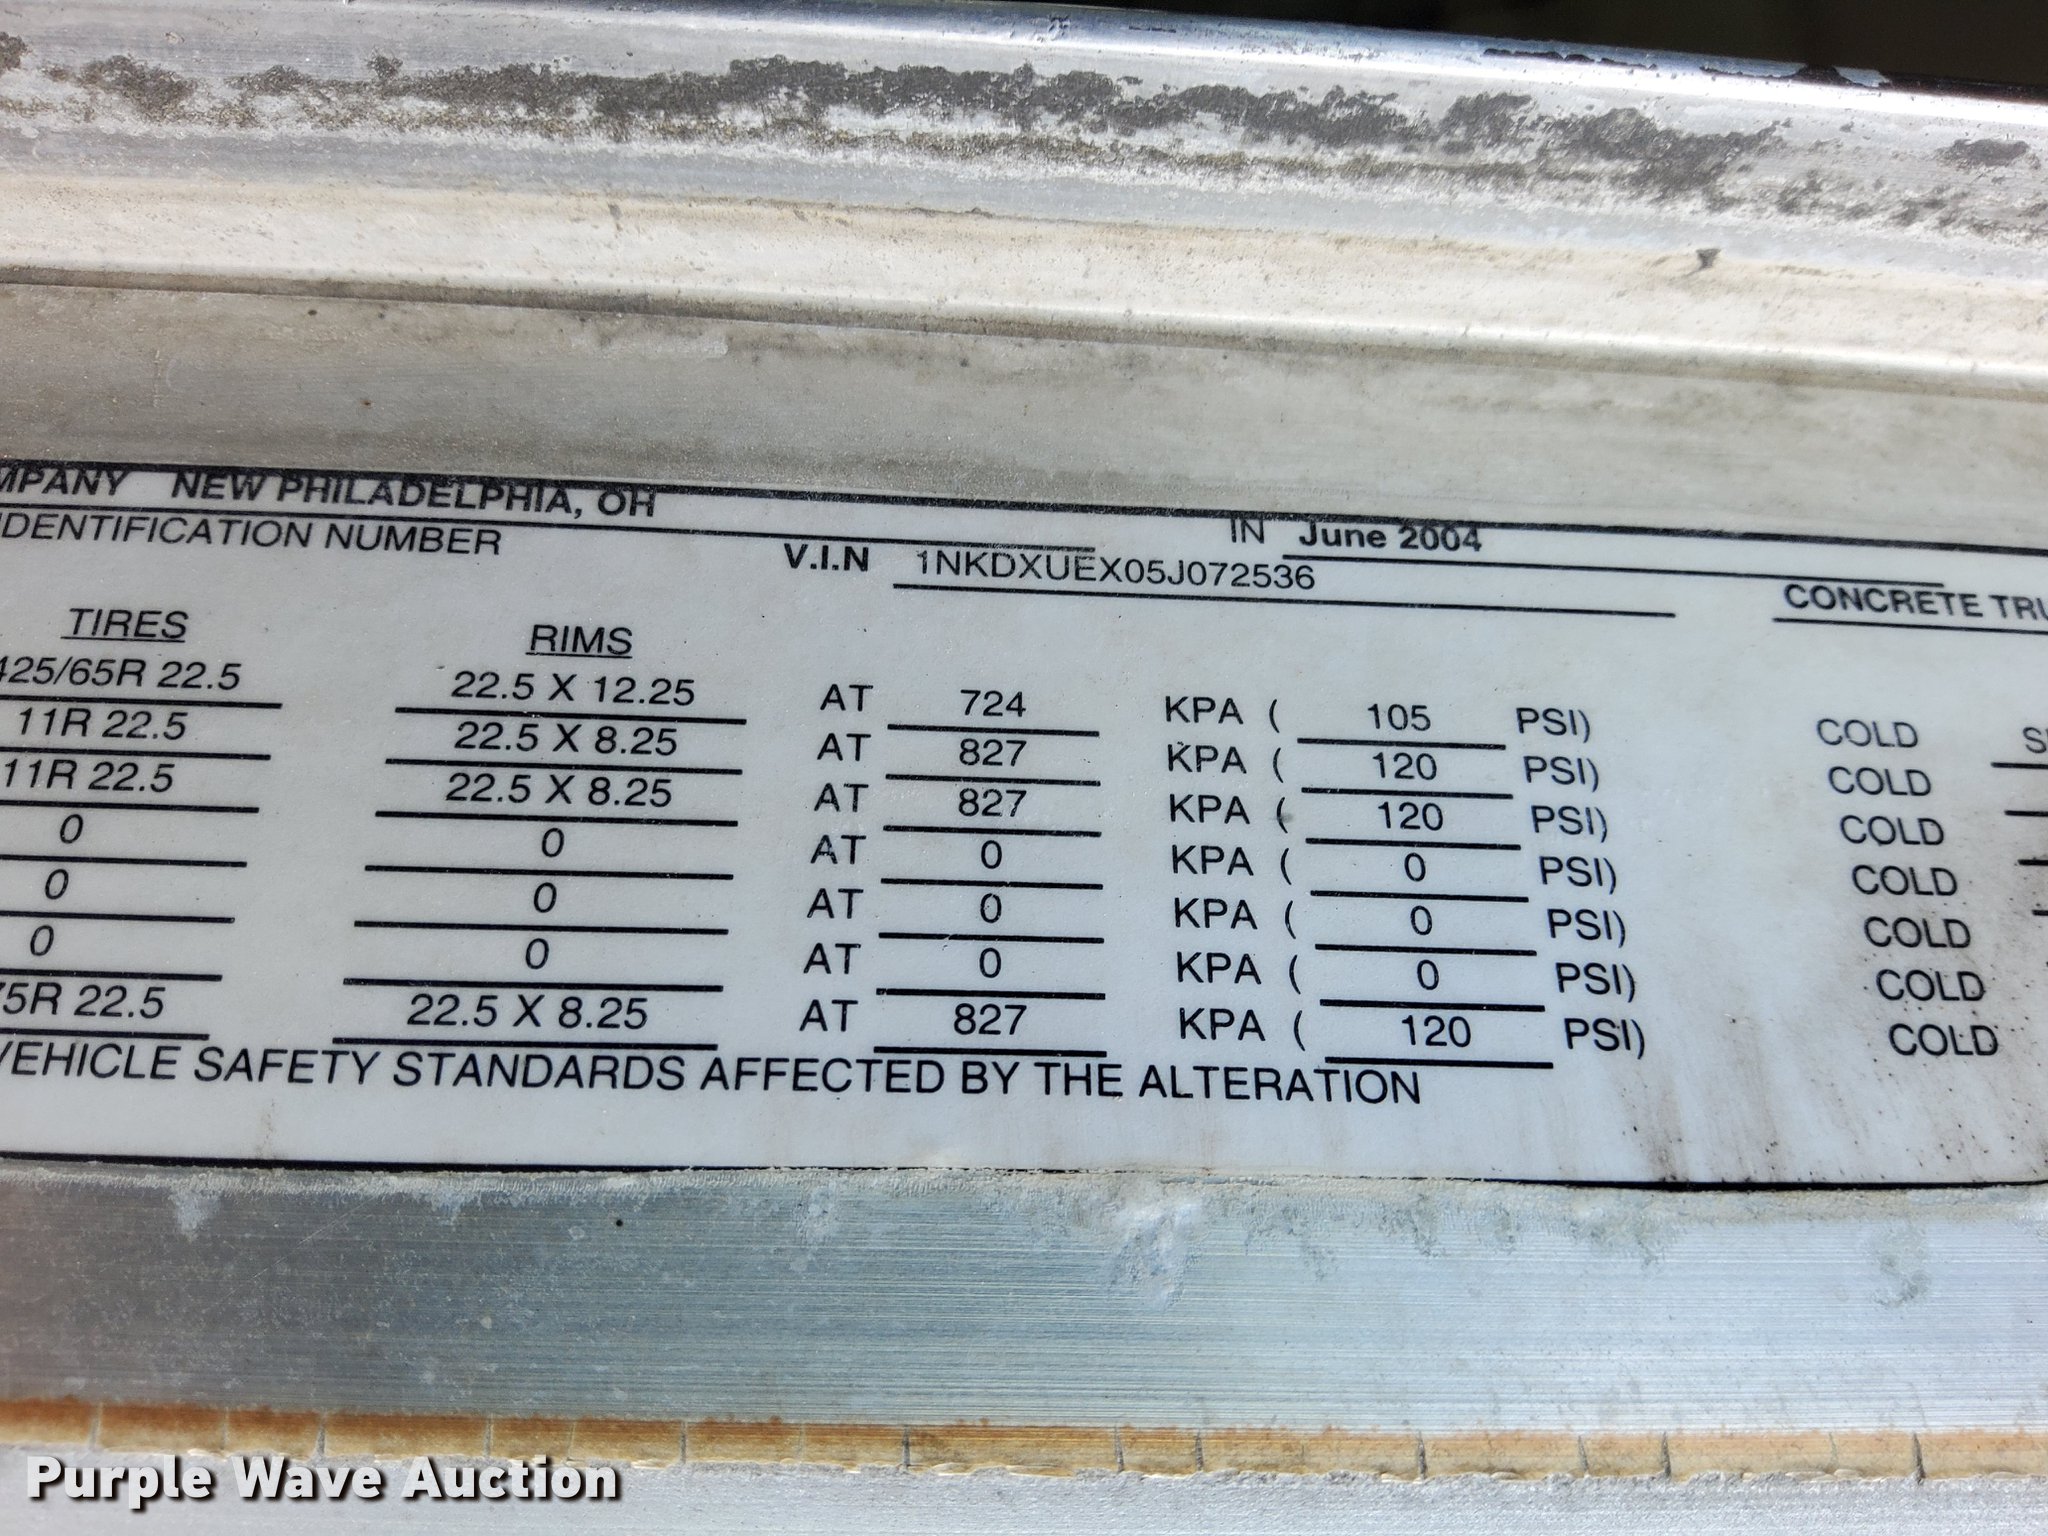 MPANY NEW PHILADELPHIA, OH IN June 2004
IDENTIFICATION NUMBER V.I.N 1NKDXUEX05J072536 CONCRETE TRU
TIRES RIMS
425/65R 22.5 22.5 X 12.25 AT 724 KPA ( 105 PSI) COLD
11R 22.5 22.5 X 8.25 AT 827 KPA ( 120 PSI) COLD
11R 22.5 22.5 X 8.25 AT 827 KPA ( 120 PSI) COLD
0 0 AT 0 KPA ( 0 PSI) COLD
0 0 AT 0 KPA ( 0 PSI) COLD
0 0 AT 0 KPA ( 0 PSI) COLD
75R 22.5 22.5 X 8.25 AT 827 KPA ( 120 PSI) COLD
VEHICLE SAFETY STANDARDS AFFECTED BY THE ALTERATION
Purple Wave Auction